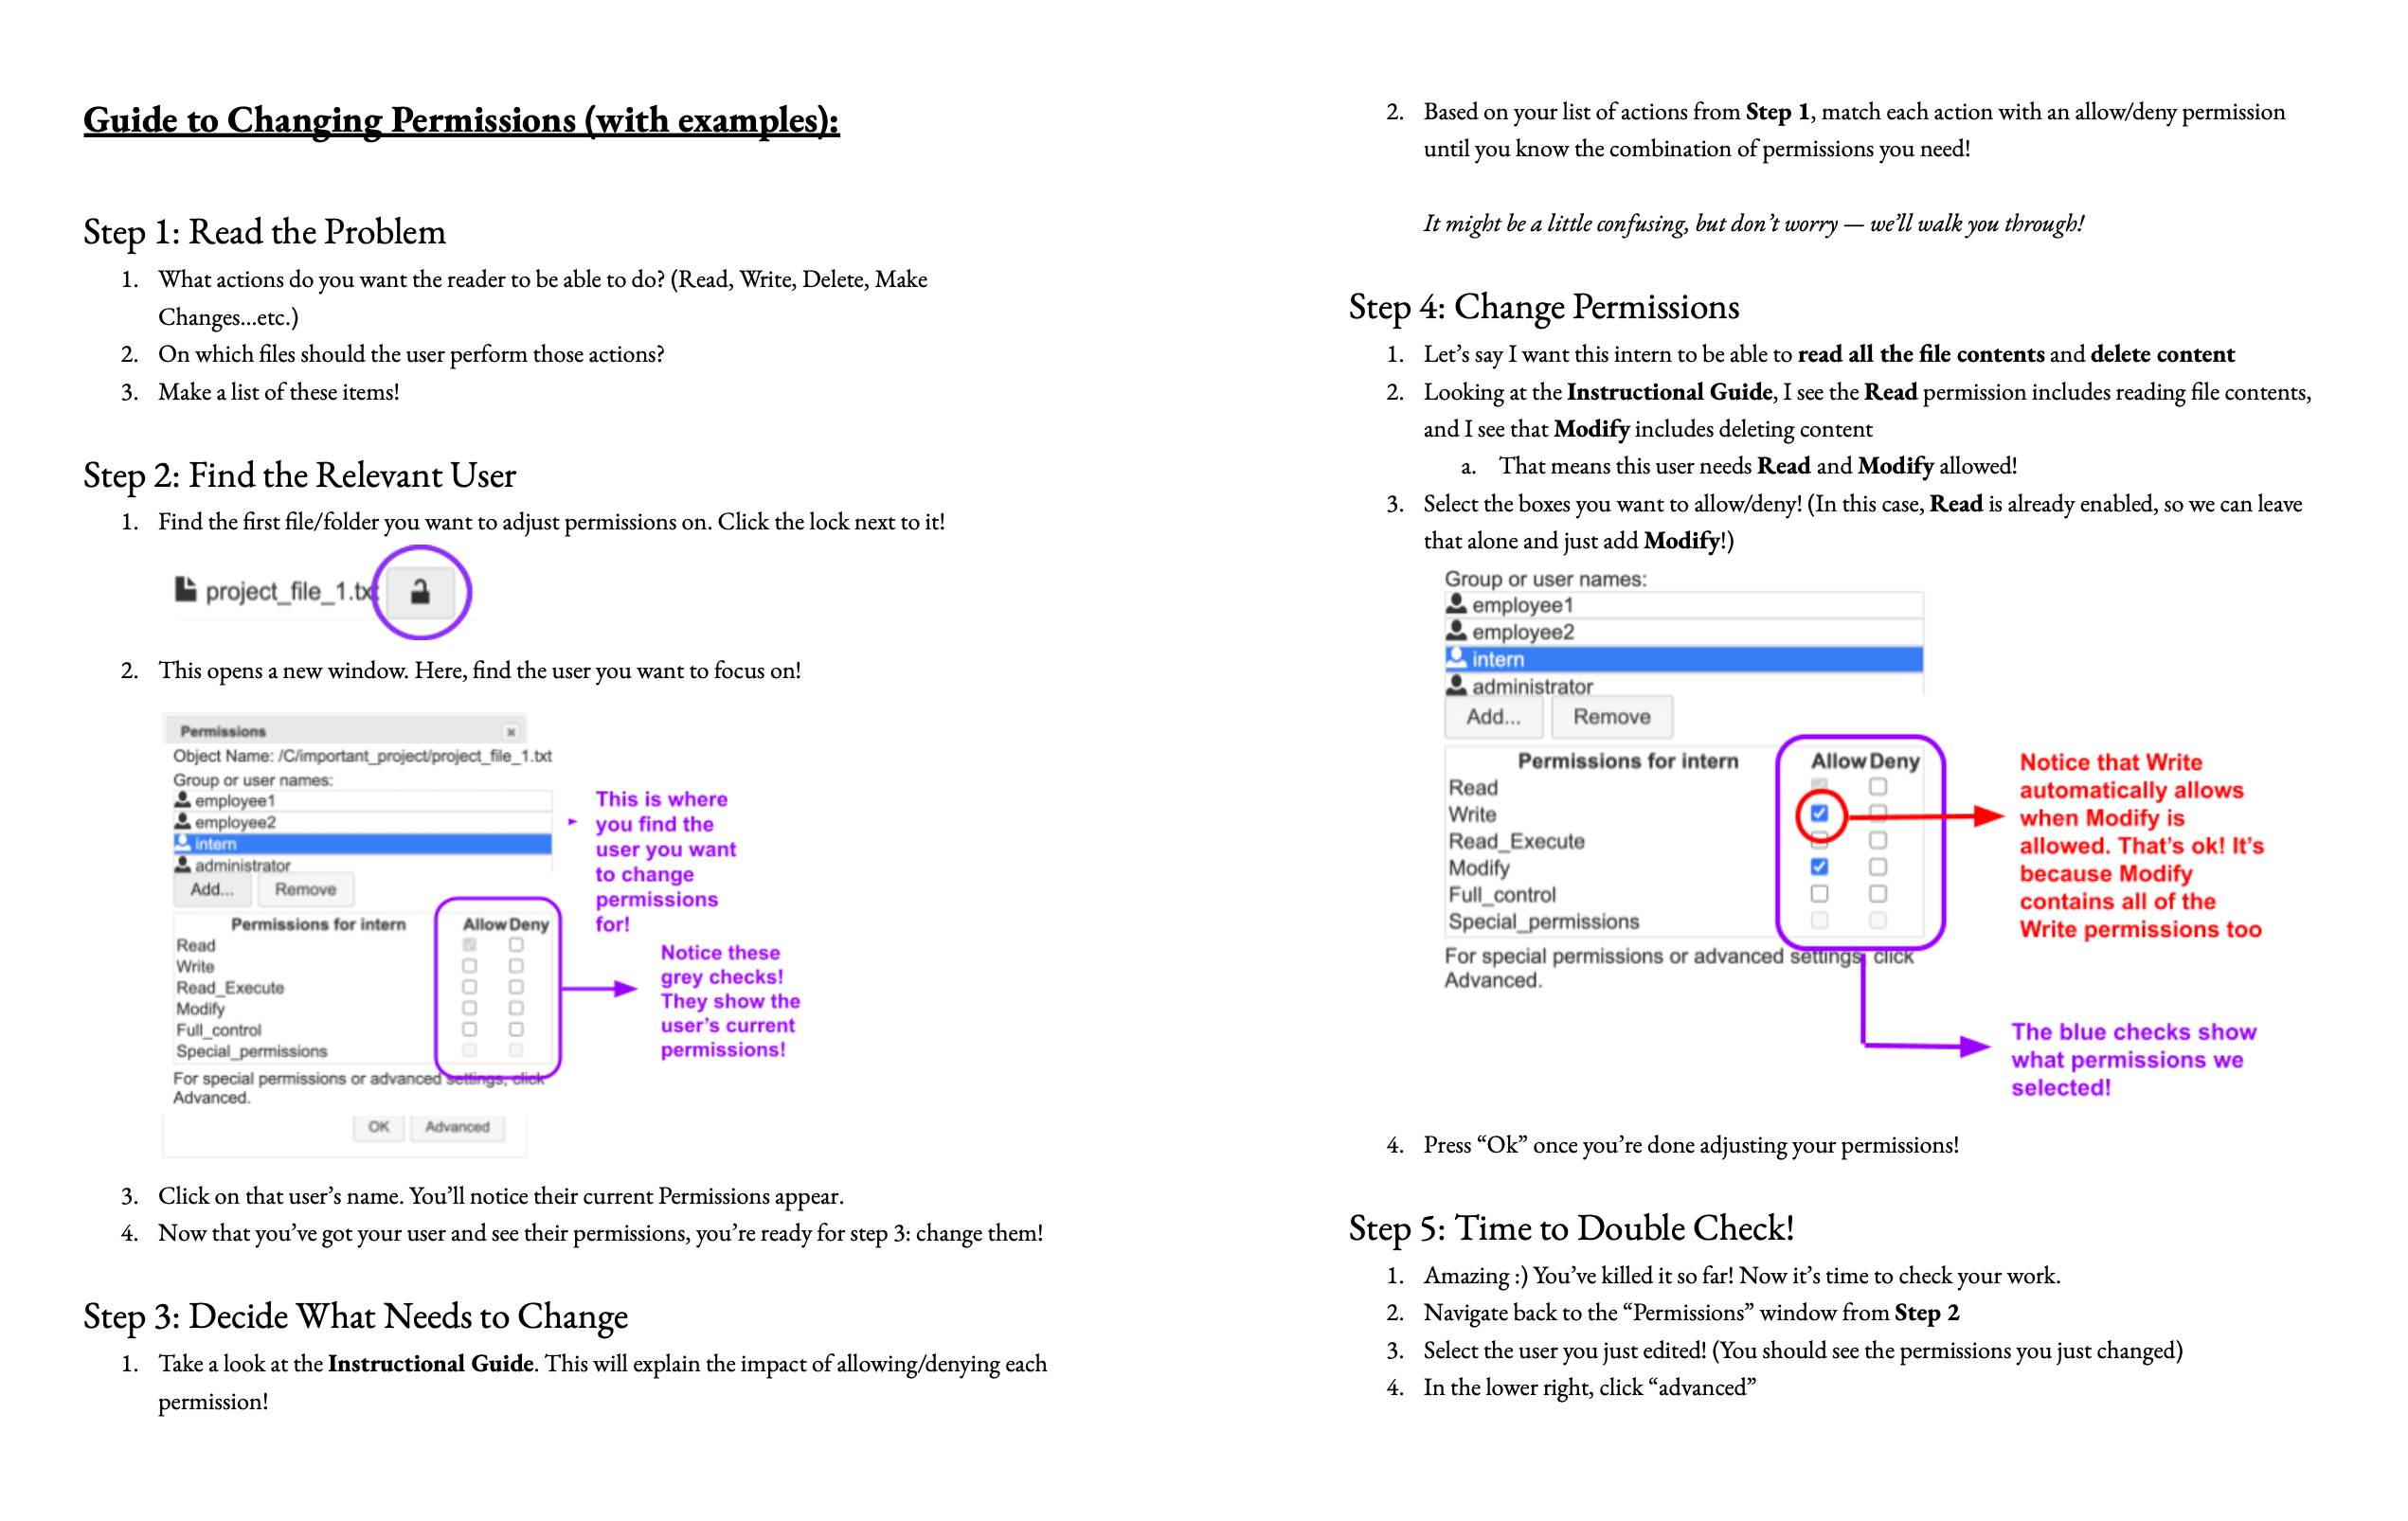 Guide to Changing Permissions (with examples):
Step 1: Read the Problem
1. What actions do you want the reader to be able to do? (Read, Write, Delete, Make
Changes...etc.)
2. On which files should the user perform those actions?
3. Make a list of these items!
Step 2: Find the Relevant User
1. Find the first file/folder you want to adjust permissions on. Click the lock next to it!
project_file_1.txt
2. This opens a new window. Here, find the user you want to focus on!
Permissions
Object Name: /C/important_project/project_file_1.txt
Group or user names:
employee1
employee2
intern
administrator
Add... Remove
Permissions for intern Allow Deny
Read
Write
Read_Execute
Modify
Full_control
Special_permissions
For special permissions or advanced settings, click
Advanced.
OK Advanced
This is where
you find the
user you want
to change
permissions
for!
Notice these
grey checks!
They show the
user's current
permissions!
3. Click on that user's name. You'll notice their current Permissions appear.
4. Now that you've got your user and see their permissions, you're ready for step 3: change them!
Step 3: Decide What Needs to Change
1. Take a look at the Instructional Guide. This will explain the impact of allowing/denying each
permission!
2. Based on your list of actions from Step 1, match each action with an allow/deny permission
until you know the combination of permissions you need!
It might be a little confusing, but don't worry — we'll walk you through!
Step 4: Change Permissions
1. Let's say I want this intern to be able to read all the file contents and delete content
2. Looking at the Instructional Guide, I see the Read permission includes reading file contents,
and I see that Modify includes deleting content
a. That means this user needs Read and Modify allowed!
3. Select the boxes you want to allow/deny! (In this case, Read is already enabled, so we can leave
that alone and just add Modify!)
Group or user names:
employee1
employee2
intern
administrator
Add... Remove
Permissions for intern Allow Deny
Read
Write
Read_Execute
Modify
Full_control
Special_permissions
For special permissions or advanced settings, click
Advanced.
Notice that Write
automatically allows
when Modify is
allowed. That's ok! It's
because Modify
contains all of the
Write permissions too
The blue checks show
what permissions we
selected!
4. Press "Ok" once you're done adjusting your permissions!
Step 5: Time to Double Check!
1. Amazing :) You've killed it so far! Now it's time to check your work.
2. Navigate back to the "Permissions" window from Step 2
3. Select the user you just edited! (You should see the permissions you just changed)
4. In the lower right, click "advanced"